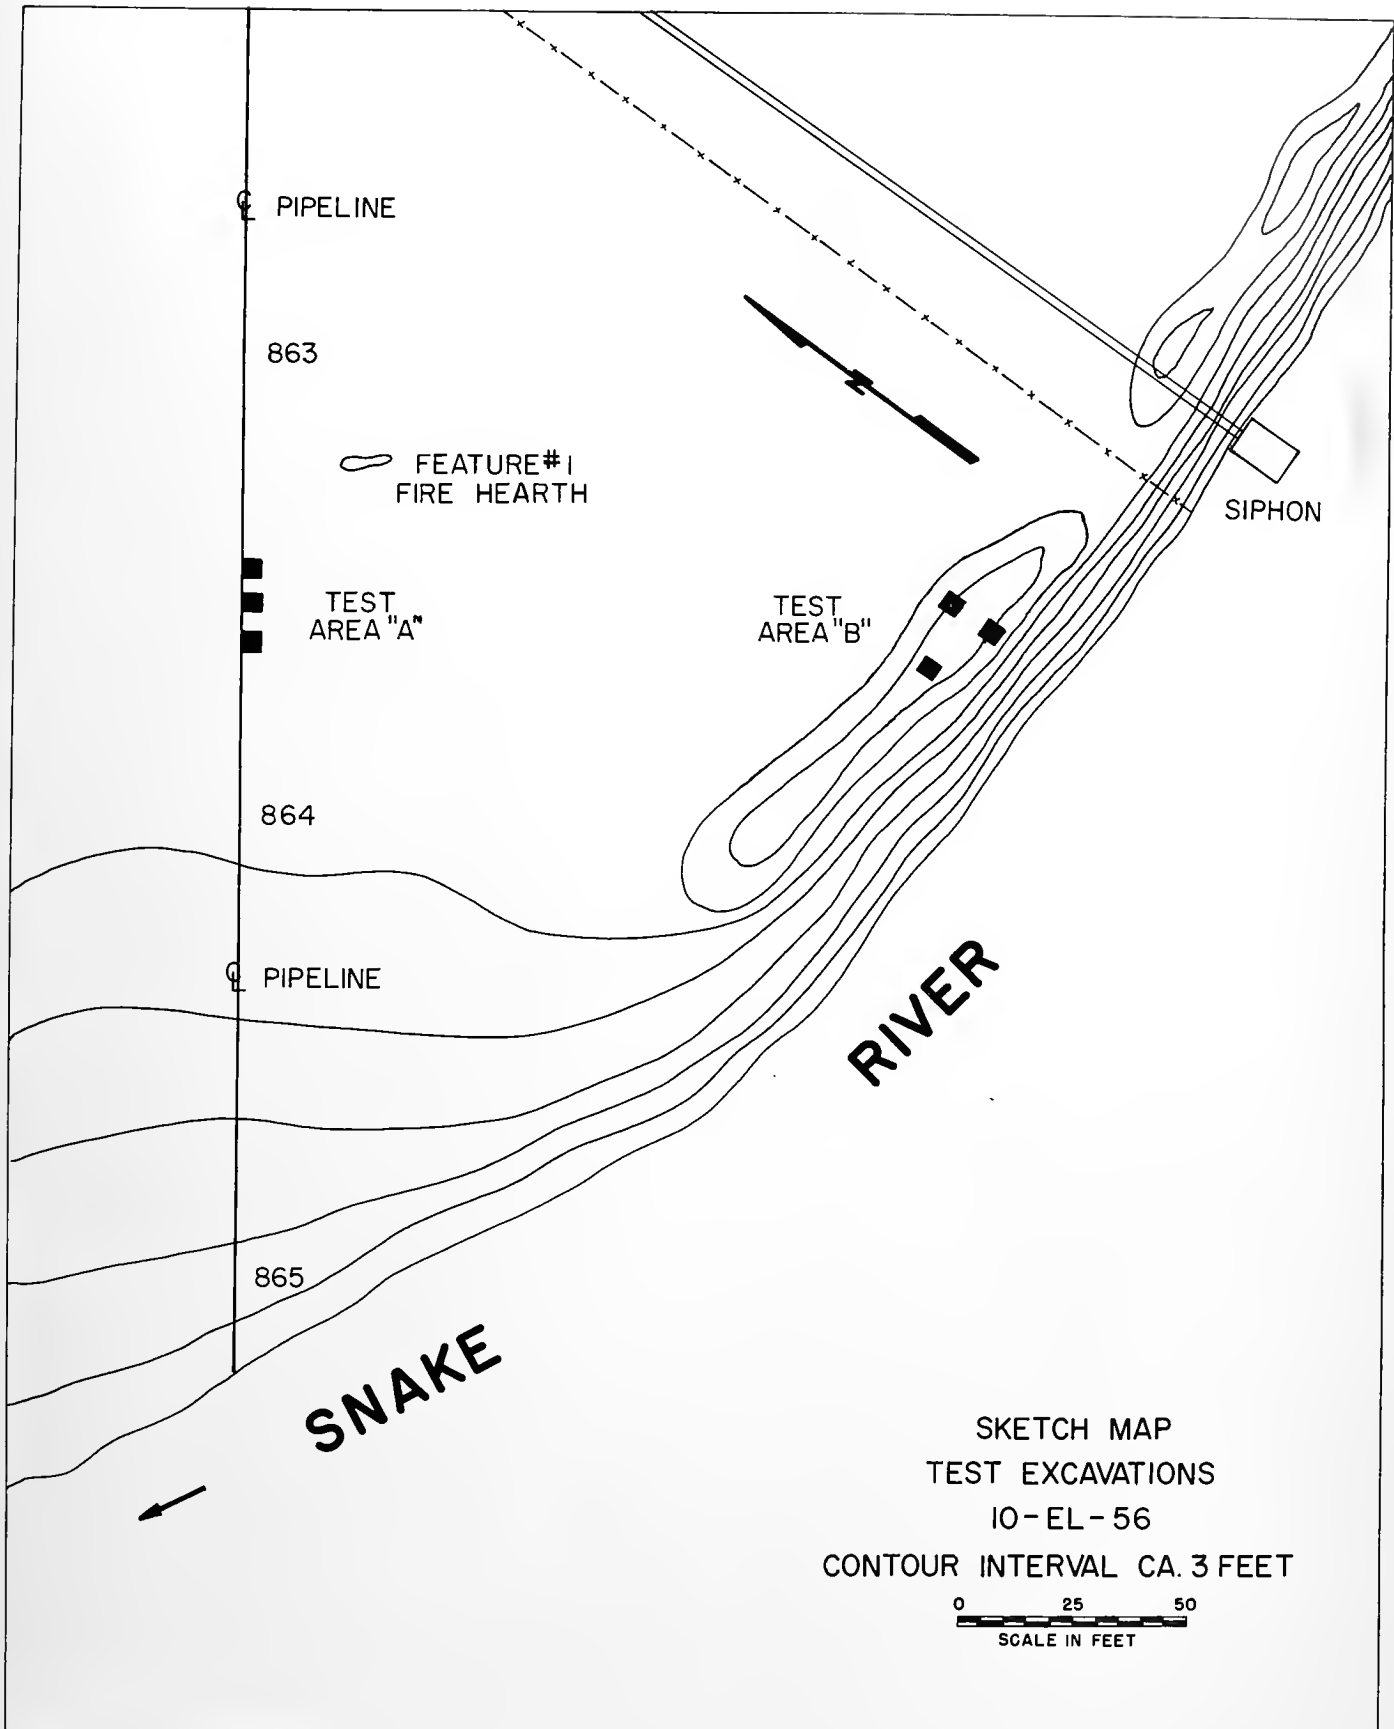 ℄ PIPELINE
863
FEATURE #1
FIRE HEARTH
SIPHON
N
TEST
AREA "A"
TEST
AREA "B"
864
℄ PIPELINE
RIVER
865
SNAKE
SKETCH MAP
TEST EXCAVATIONS
10-EL-56
CONTOUR INTERVAL CA. 3 FEET
0 25 50
SCALE IN FEET